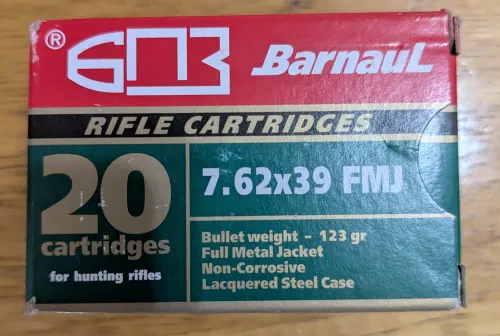 ® БПЗ Barnaul
RIFLE CARTRIDGES
20
cartridges
for hunting rifles
7.62x39 FMJ
Bullet weight - 123 gr
Full Metal Jacket
Non-Corrosive
Lacquered Steel Case